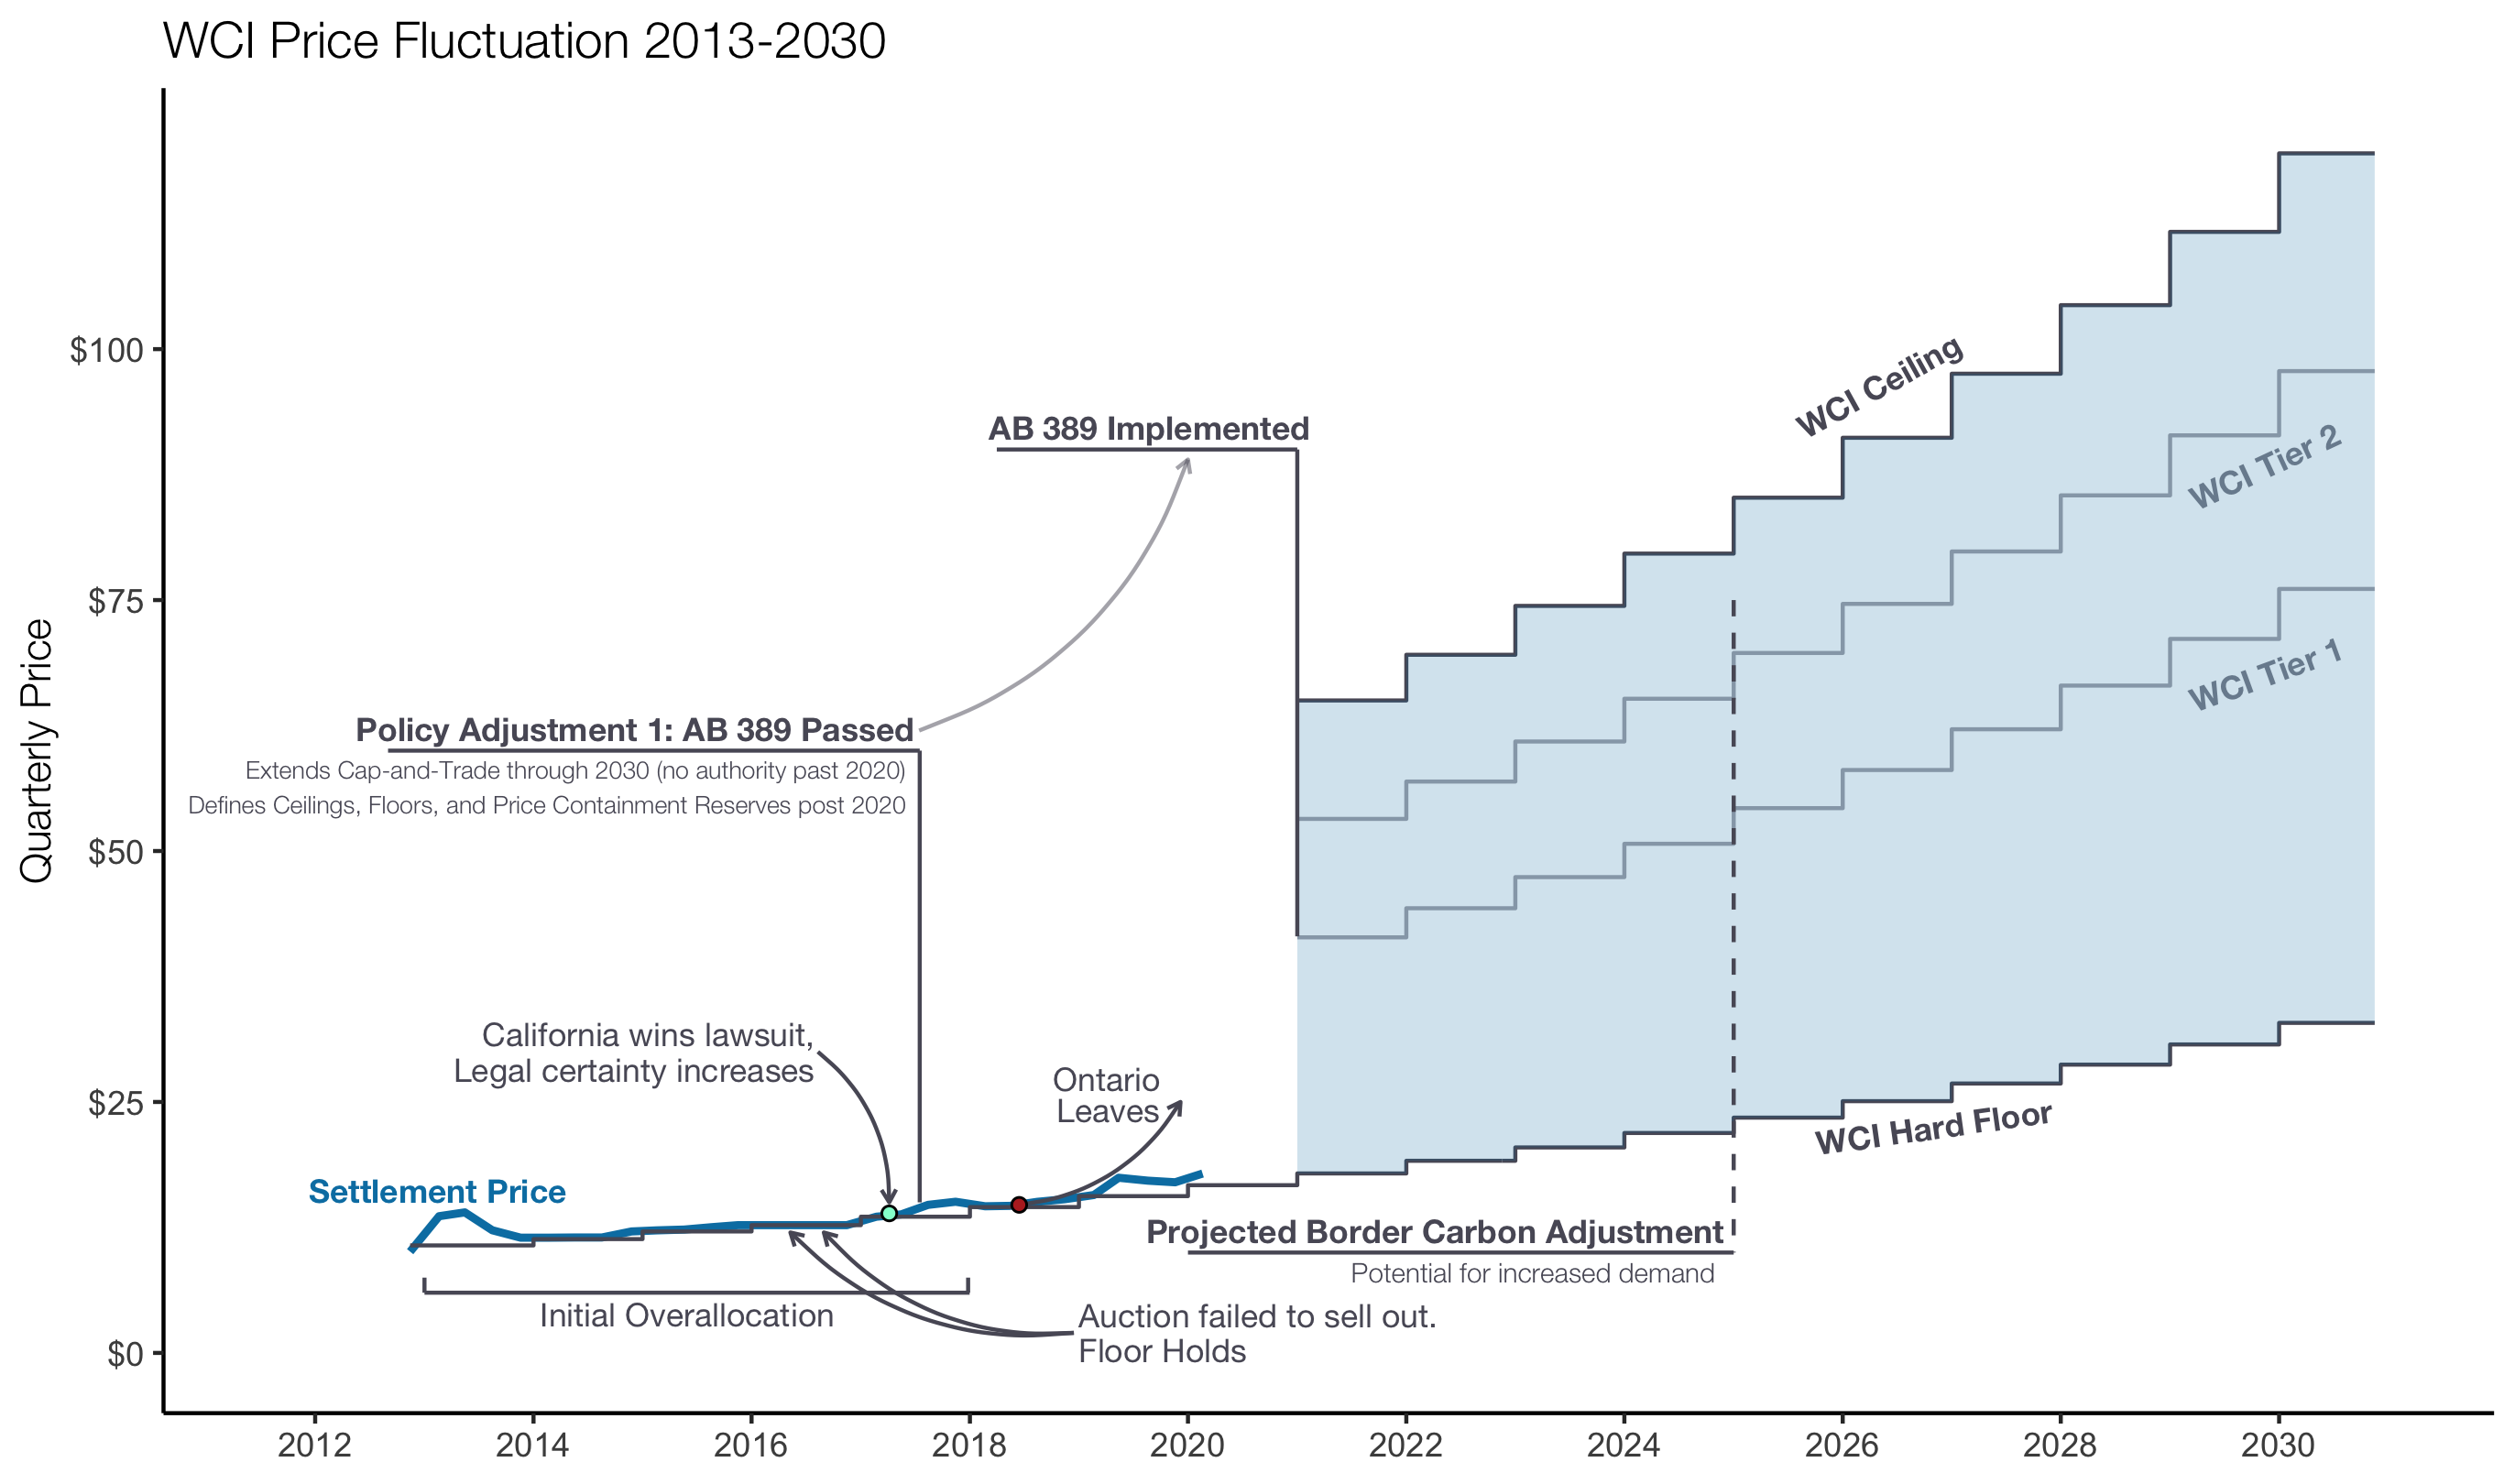 WCI Price Fluctuation 2013-2030
Quarterly Price
$100
$75
$50
$25
$0
WCI Ceiling
WCI Tier 2
WCI Tier 1
WCI Hard Floor
AB 389 Implemented
Policy Adjustment 1: AB 389 Passed
Extends Cap-and-Trade through 2030 (no authority past 2020)
Defines Ceilings, Floors, and Price Containment Reserves post 2020
California wins lawsuit,
Legal certainty increases
Ontario
Leaves
Settlement Price
Projected Border Carbon Adjustment
Potential for increased demand
Initial Overallocation
Auction failed to sell out.
Floor Holds
2012 2014 2016 2018 2020 2022 2024 2026 2028 2030